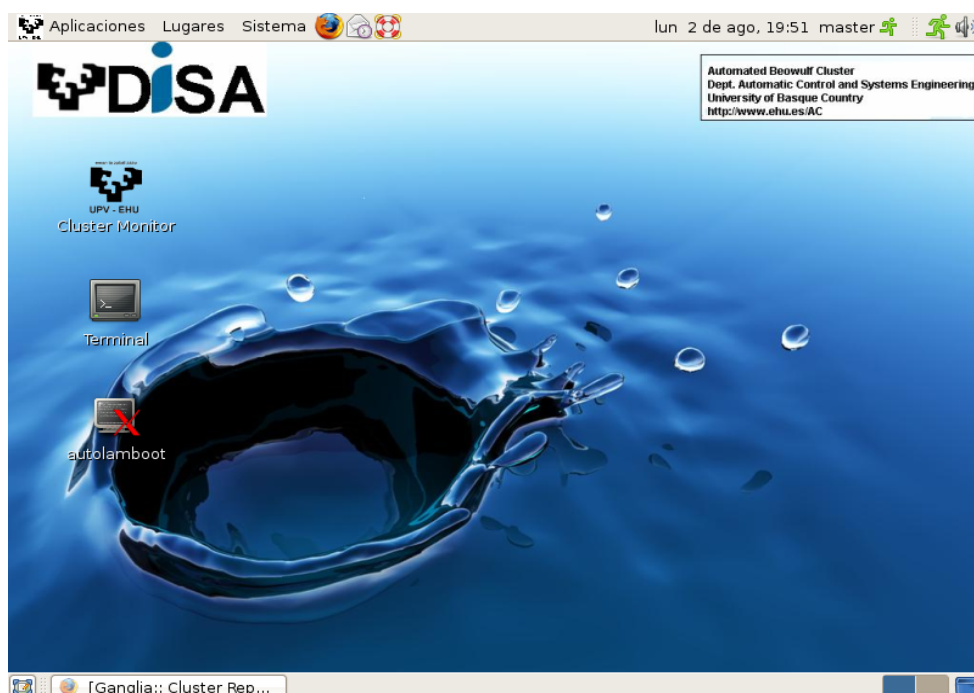 Aplicaciones Lugares Sistema lun 2 de ago, 19:51 master
DiSA
Automated Beowulf Cluster
Dept. Automatic Control and Systems Engineering
University of Basque Country
http://www.ehu.es/AC
UPV - EHU
Cluster Monitor
Terminal
autolamboot
[Ganglia:: Cluster Rep...